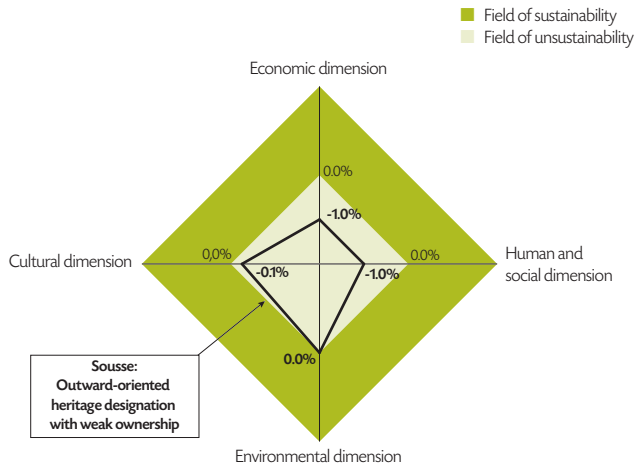 Field of sustainability
Field of unsustainability
Economic dimension
0.0%
-1.0%
Cultural dimension
0,0%
-0.1%
0.0%
-1.0%
Human and
social dimension
0.0%
Sousse:
Outward-oriented
heritage designation
with weak ownership
Environmental dimension